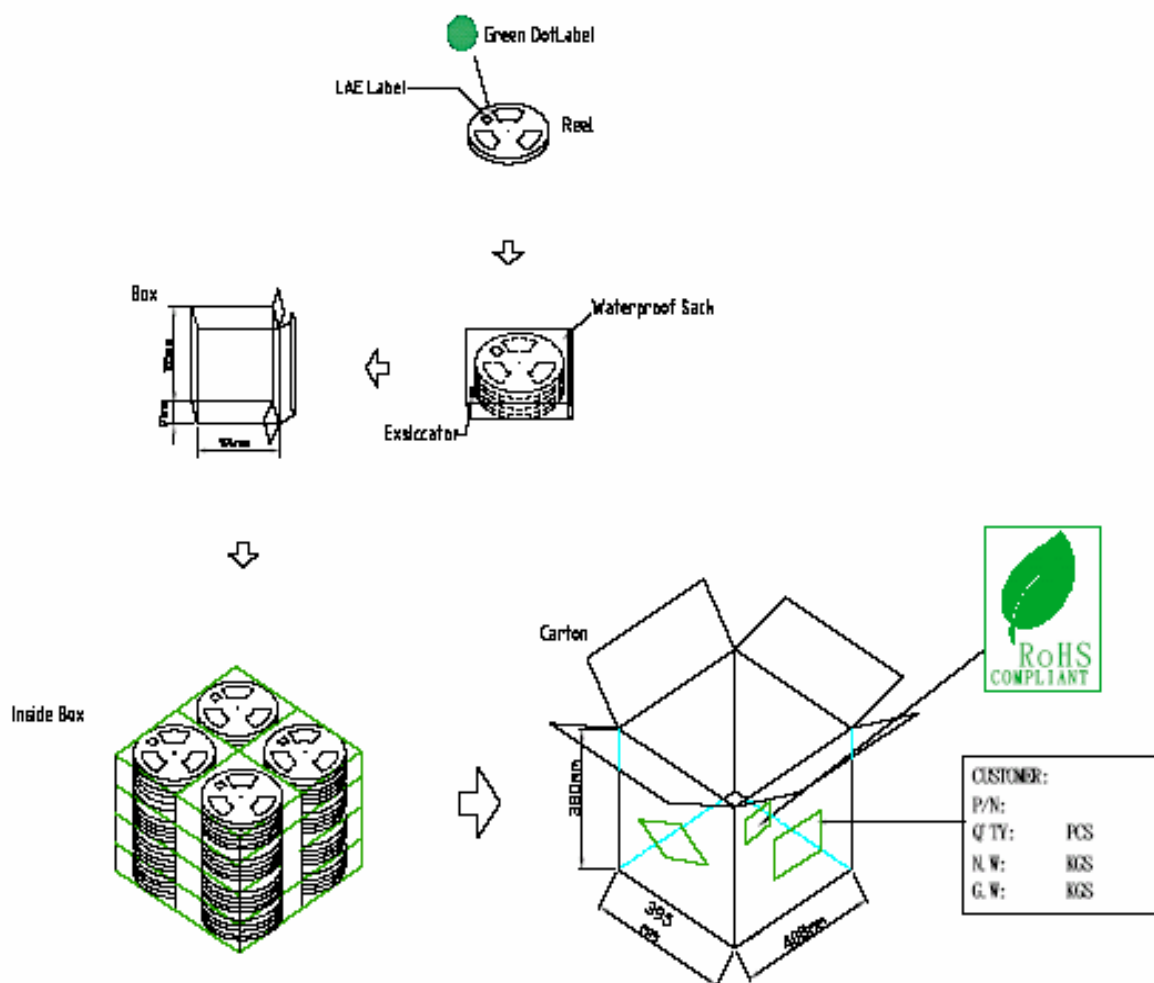 Green DotLabel
LAE Label
Reel
Box
Waterproof Sack
Exsiccator
Carton
RoHS
COMPLIANT
Inside Box
380mm
CUSTOMER:
P/N:
Q'TY: PCS
N.W: KGS
G.W: KGS
395